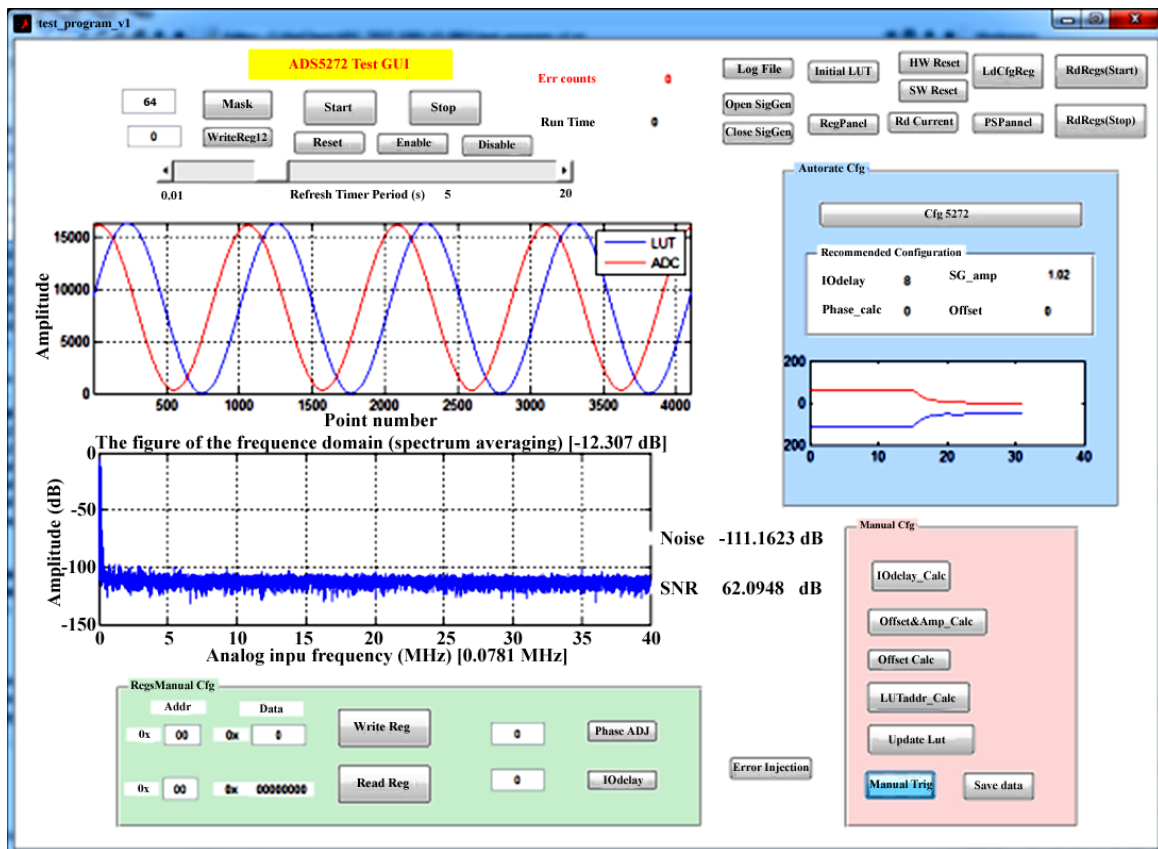 test_program_v1
ADS5272 Test GUI
Err counts 0
Log File Initial LUT HW Reset LdCfgReg RdRegs(Start)
SW Reset
64 Mask Start Stop
Open SigGen
Run Time 0
Close SigGen RegPanel Rd Current PSPannel RdRegs(Stop)
0 WriteReg12 Reset Enable Disable
0.01 Refresh Timer Period (s) 5 20
Autorate Cfg
Cfg 5272
Recommended Configuration
IOdelay 8 SG_amp 1.02
Phase_calc 0 Offset 0
200
0
200
0 10 20 30 40
Amplitude
15000
10000
5000
0
LUT
ADC
500 1000 1500 2000 2500 3000 3500 4000
Point number
The figure of the frequence domain (spectrum averaging) [-12.307 dB]
Amplitude (dB)
0
-50
-100
-150
0 5 10 15 20 25 30 35 40
Analog inpu frequency (MHz) [0.0781 MHz]
Noise -111.1623 dB
SNR 62.0948 dB
Manual Cfg
IOdelay_Calc
Offset&Amp_Calc
Offset Calc
LUTaddr_Calc
Update Lut
Manual Trig Save data
RegsManual Cfg
Addr Data
0x 00 0x 0 Write Reg 0 Phase ADJ
0x 00 0x 00000000 Read Reg 0 IOdelay
Error Injection